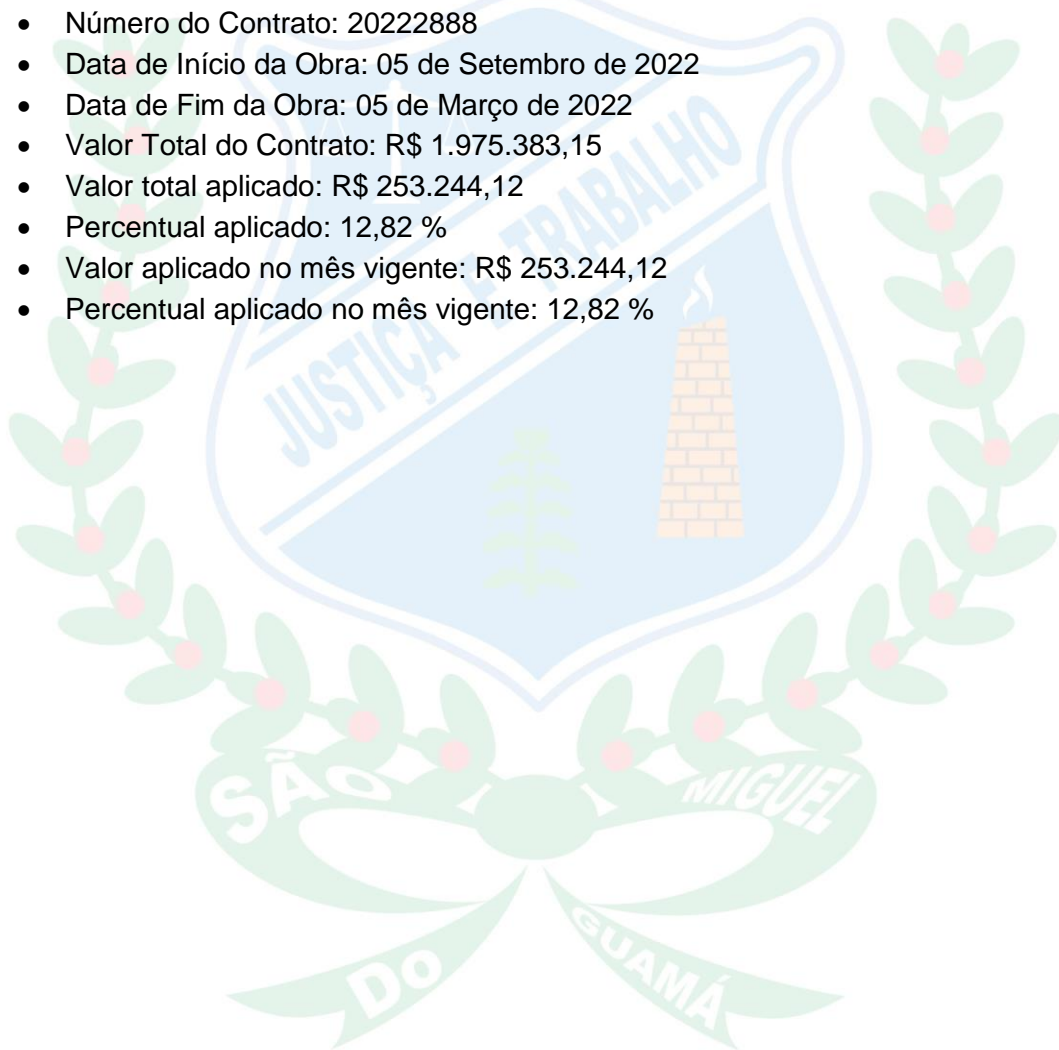 • Número do Contrato: 20222888
• Data de Início da Obra: 05 de Setembro de 2022
• Data de Fim da Obra: 05 de Março de 2022
• Valor Total do Contrato: R$ 1.975.383,15
• Valor total aplicado: R$ 253.244,12
• Percentual aplicado: 12,82 %
• Valor aplicado no mês vigente: R$ 253.244,12
• Percentual aplicado no mês vigente: 12,82 %
JUSTIÇA E TRABALHO
SÃO MIGUEL
DO GUAMÁ